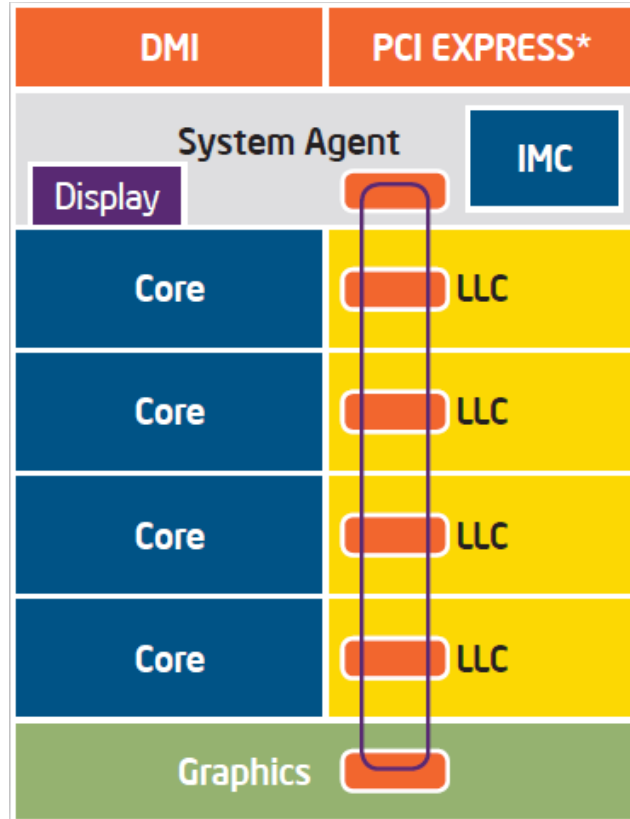 DMI
PCI EXPRESS*
System Agent
IMC
Display
Core
LLC
Core
LLC
Core
LLC
Core
LLC
Graphics